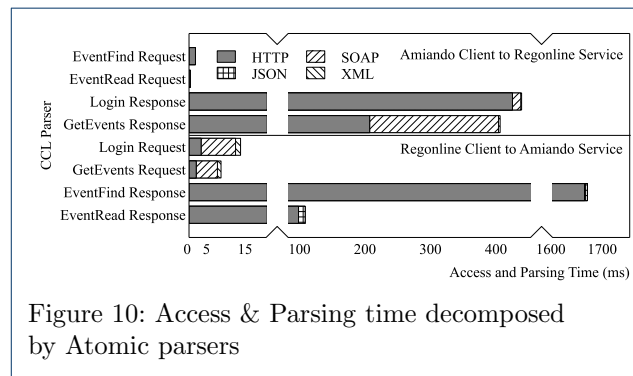 EventFind Request
HTTP SOAP Amiando Client to Regonline Service
EventRead Request
JSON XML
Login Response
GetEvents Response
CCL Parser
Login Request
Regonline Client to Amiando Service
GetEvents Request
EventFind Response
EventRead Response
0 5 15 100 200 300 400 1600 1700
Access and Parsing Time (ms)
Figure 10: Access & Parsing time decomposed
by Atomic parsers